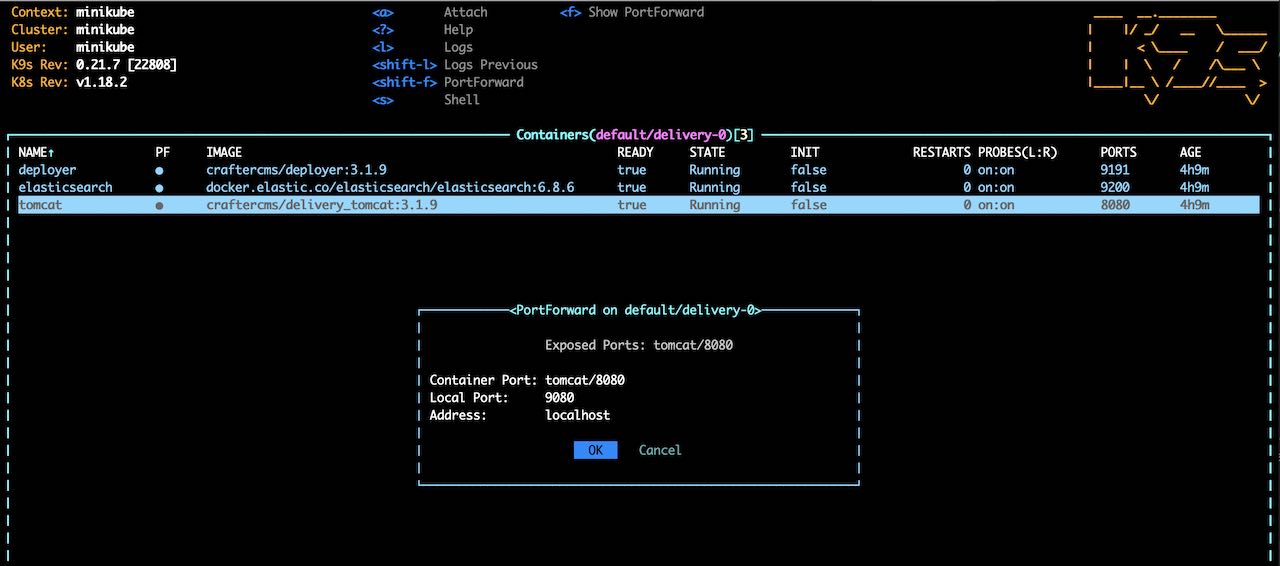 Context: minikube <a> Attach <f> Show PortForward
Cluster: minikube <?> Help
User: minikube <l> Logs
K9s Rev: 0.21.7 [22808] <shift-l> Logs Previous
K8s Rev: v1.18.2 <shift-f> PortForward
<s> Shell
Containers(default/delivery-0)[3]
NAME↑ PF IMAGE READY STATE INIT RESTARTS PROBES(L:R) PORTS AGE
deployer ● craftercms/deployer:3.1.9 true Running false 0 on:on 9191 4h9m
elasticsearch ● docker.elastic.co/elasticsearch/elasticsearch:6.8.6 true Running false 0 on:on 9200 4h9m
tomcat ● craftercms/delivery_tomcat:3.1.9 true Running false 0 on:on 8080 4h9m
<PortForward on default/delivery-0>
Exposed Ports: tomcat/8080
Container Port: tomcat/8080
Local Port: 9080
Address: localhost
OK Cancel